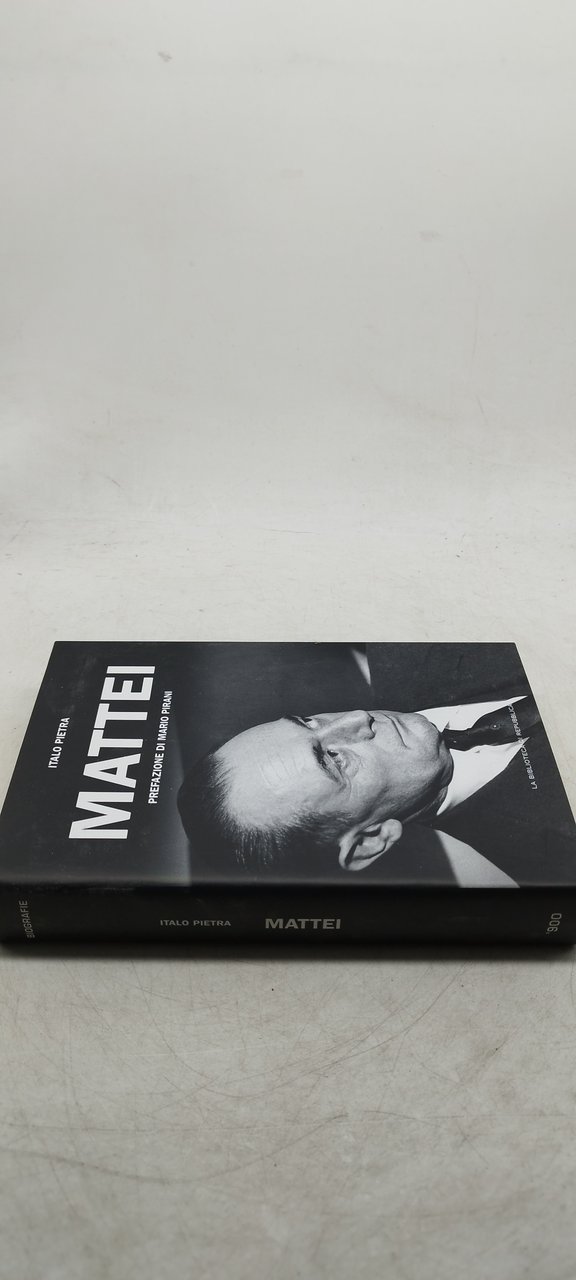 ITALO PIETRA
MATTEI
PREFAZIONE DI MARIO PIRANI
LA BIBLIOTECA DI REPUBBLICA
BIOGRAFIE
ITALO PIETRA
MATTEI
'900